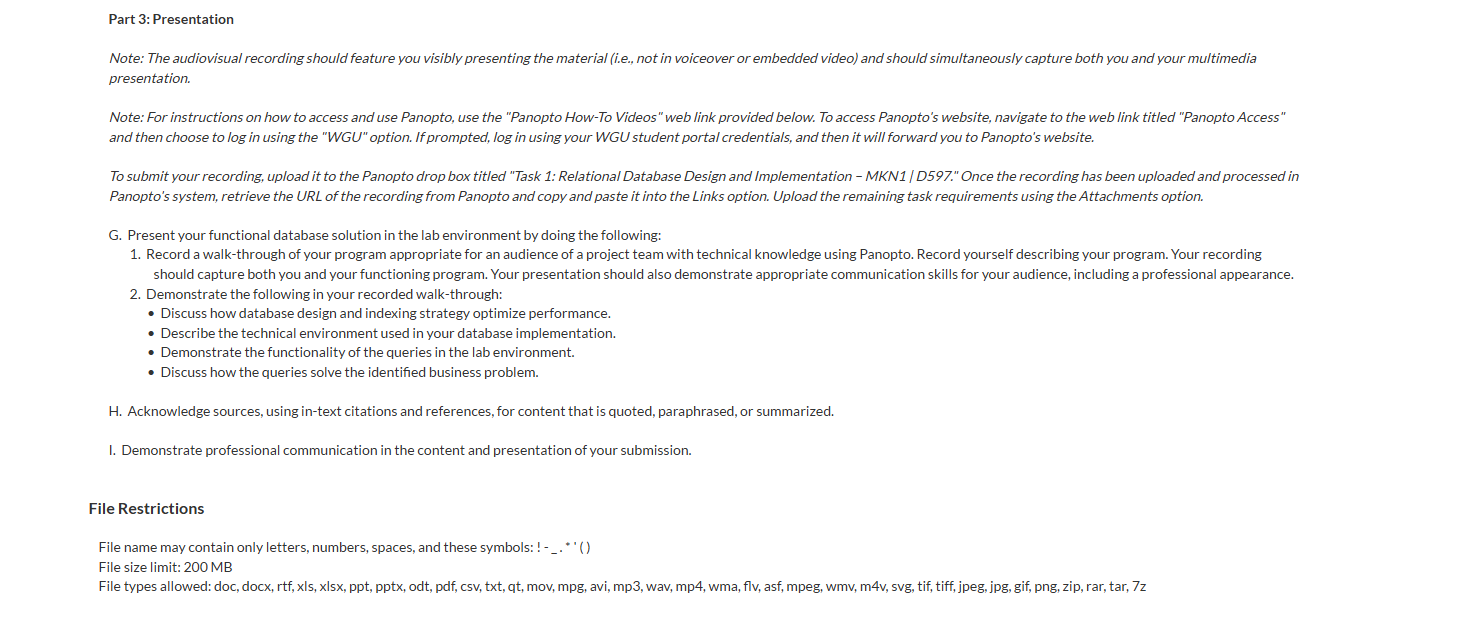 Part 3: Presentation
Note: The audiovisual recording should feature you visibly presenting the material (i.e., not in voiceover or embedded video) and should simultaneously capture both you and your multimedia
presentation.
Note: For instructions on how to access and use Panopto, use the "Panopto How-To Videos" web link provided below. To access Panopto's website, navigate to the web link titled "Panopto Access"
and then choose to log in using the "WGU" option. If prompted, log in using your WGU student portal credentials, and then it will forward you to Panopto's website.
To submit your recording, upload it to the Panopto drop box titled "Task 1: Relational Database Design and Implementation – MKN1 | D597." Once the recording has been uploaded and processed in
Panopto's system, retrieve the URL of the recording from Panopto and copy and paste it into the Links option. Upload the remaining task requirements using the Attachments option.
G. Present your functional database solution in the lab environment by doing the following:
1. Record a walk-through of your program appropriate for an audience of a project team with technical knowledge using Panopto. Record yourself describing your program. Your recording
should capture both you and your functioning program. Your presentation should also demonstrate appropriate communication skills for your audience, including a professional appearance.
2. Demonstrate the following in your recorded walk-through:
• Discuss how database design and indexing strategy optimize performance.
• Describe the technical environment used in your database implementation.
• Demonstrate the functionality of the queries in the lab environment.
• Discuss how the queries solve the identified business problem.
H. Acknowledge sources, using in-text citations and references, for content that is quoted, paraphrased, or summarized.
I. Demonstrate professional communication in the content and presentation of your submission.
File Restrictions
File name may contain only letters, numbers, spaces, and these symbols: ! - _ . * ' ( )
File size limit: 200 MB
File types allowed: doc, docx, rtf, xls, xlsx, ppt, pptx, odt, pdf, csv, txt, qt, mov, mpg, avi, mp3, wav, mp4, wma, flv, asf, mpeg, wmv, m4v, svg, tif, tiff, jpeg, jpg, gif, png, zip, rar, tar, 7z